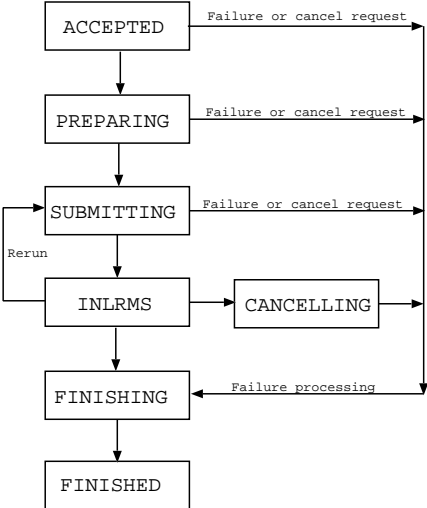 ACCEPTED
Failure or cancel request
PREPARING
Failure or cancel request
SUBMITTING
Failure or cancel request
Rerun
INLRMS
CANCELLING
FINISHING
Failure processing
FINISHED